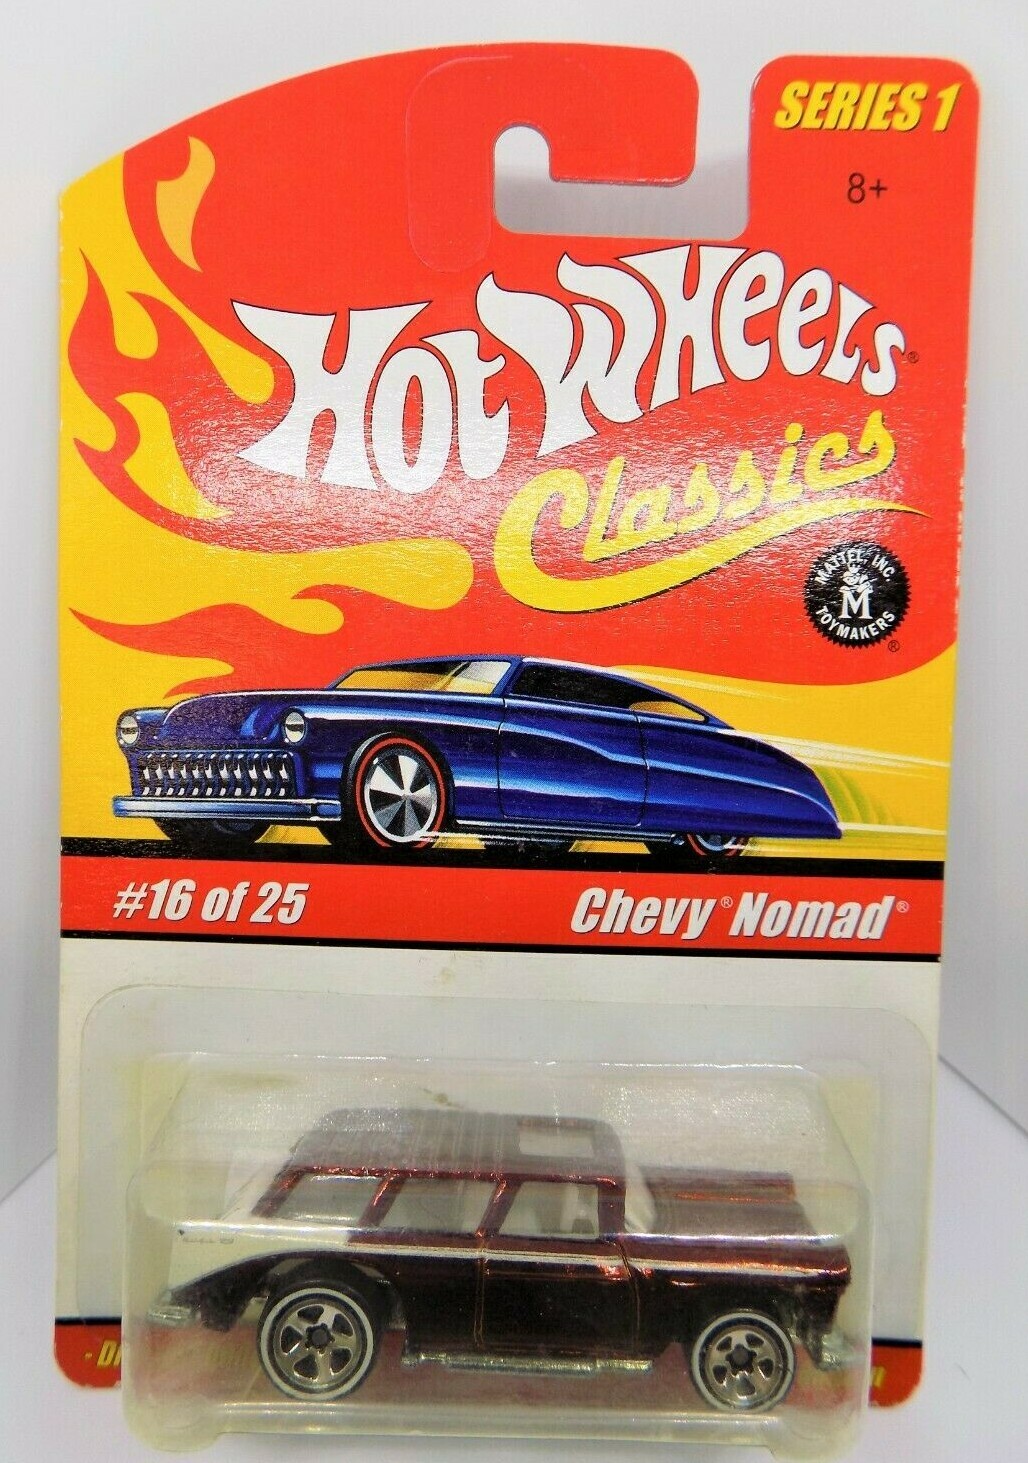 SERIES 1
8+
Hot Wheels®
Classics
MATTEL, INC.
M
TOYMAKERS
®
#16 of 25
Chevy® Nomad®